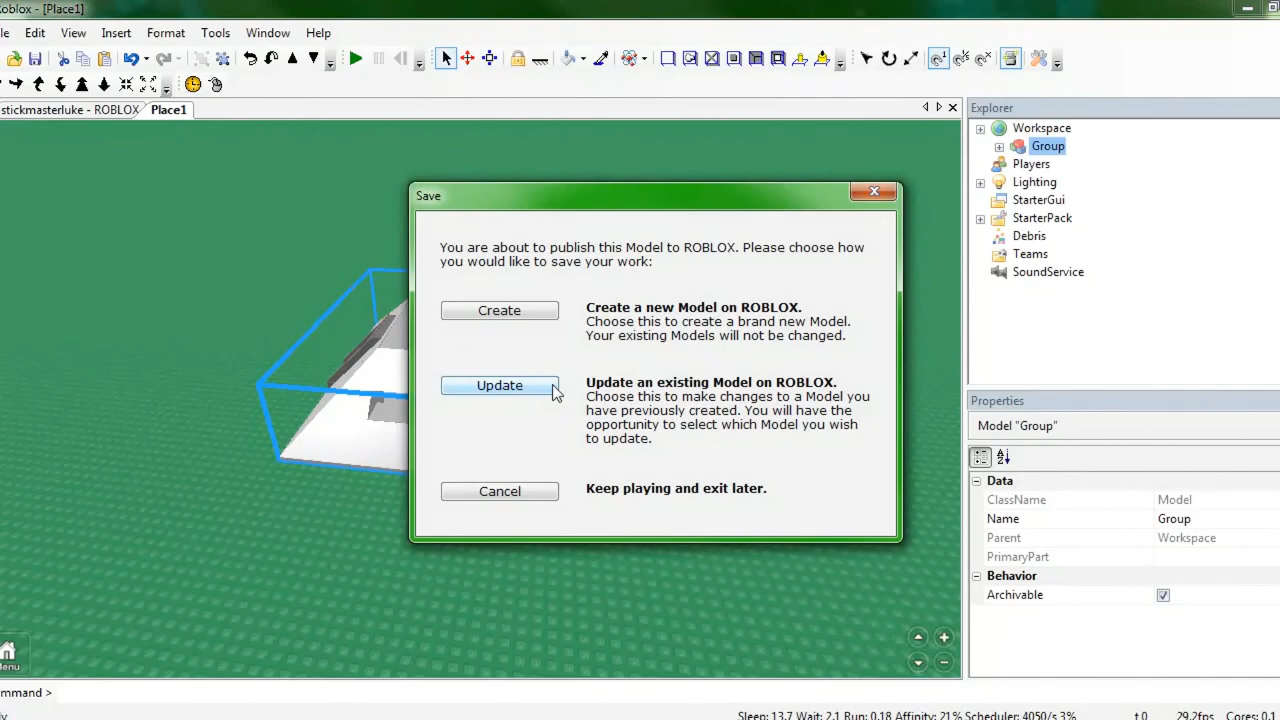 oblox - [Place1]
le Edit View Insert Format Tools Window Help
stickmasterluke - ROBLOX Place1
Explorer
Workspace
Group
Players
Lighting
StarterGui
StarterPack
Debris
Teams
SoundService
Save
You are about to publish this Model to ROBLOX. Please choose how
you would like to save your work:
Create
Create a new Model on ROBLOX.
Choose this to create a brand new Model.
Your existing Models will not be changed.
Update
Update an existing Model on ROBLOX.
Choose this to make changes to a Model you
have previously created. You will have the
opportunity to select which Model you wish
to update.
Cancel
Keep playing and exit later.
Properties
Model "Group"
Data
ClassName Model
Name Group
Parent Workspace
PrimaryPart
Behavior
Archivable
Menu
mmand >
Sleep: 13.7 Wait: 2.1 Run: 0.18 Affinity: 21% Scheduler: 4050/s 3% t 0 29.2fps Cores: 0.1